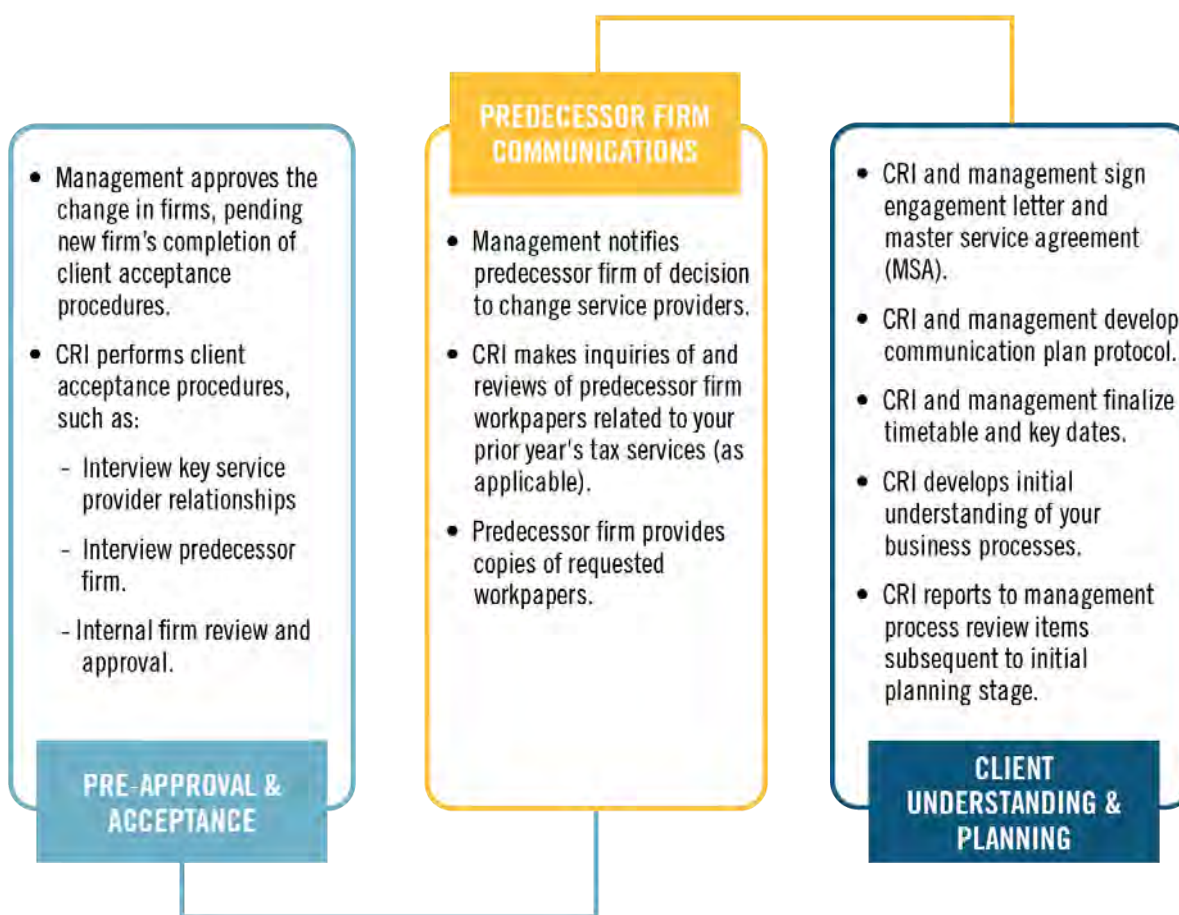 • Management approves the
change in firms, pending
new firm's completion of
client acceptance
procedures.
• CRI performs client
acceptance procedures,
such as:
- Interview key service
provider relationships
- Interview predecessor
firm.
- Internal firm review and
approval.
PRE-APPROVAL &
ACCEPTANCE
PREDECESSOR FIRM
COMMUNICATIONS
• Management notifies
predecessor firm of decision
to change service providers.
• CRI makes inquiries of and
reviews of predecessor firm
workpapers related to your
prior year's tax services (as
applicable).
• Predecessor firm provides
copies of requested
workpapers.
• CRI and management sign
engagement letter and
master service agreement
(MSA).
• CRI and management develop
communication plan protocol.
• CRI and management finalize
timetable and key dates.
• CRI develops initial
understanding of your
business processes.
• CRI reports to management
process review items
subsequent to initial
planning stage.
CLIENT
UNDERSTANDING &
PLANNING